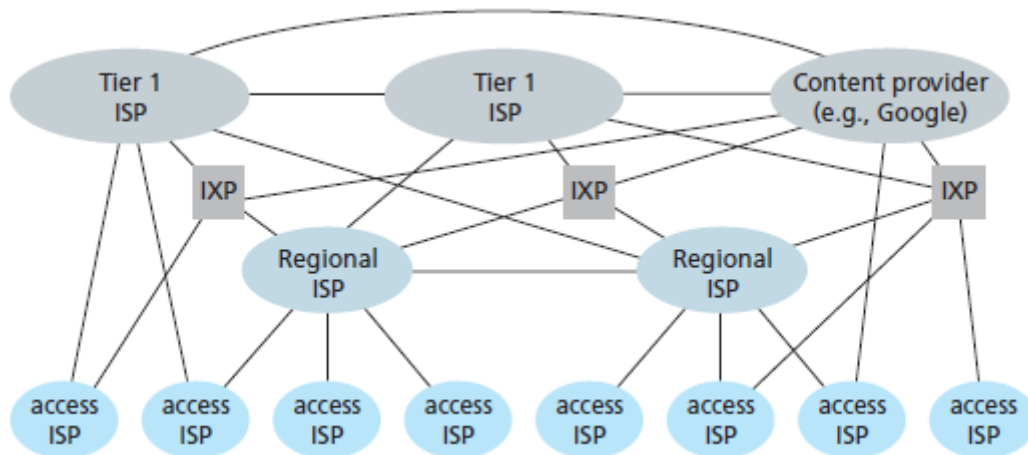 Tier 1
ISP
Tier 1
ISP
Content provider
(e.g., Google)
IXP
IXP
IXP
Regional
ISP
Regional
ISP
access
ISP
access
ISP
access
ISP
access
ISP
access
ISP
access
ISP
access
ISP
access
ISP